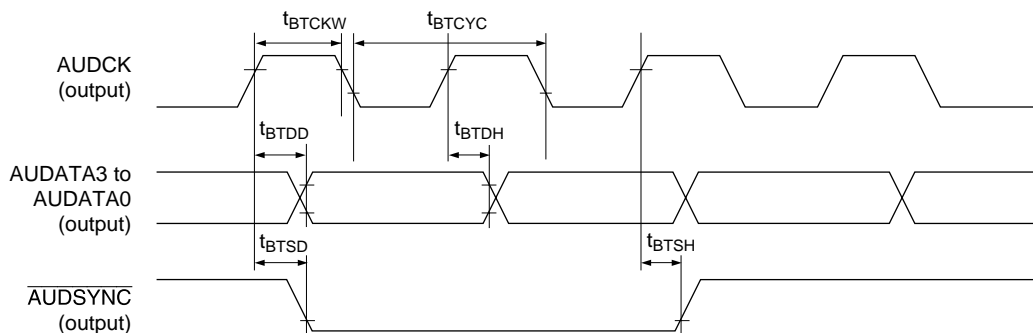 tBTCKW
tBTCYC
AUDCK
(output)
tBTDD
tBTDH
AUDATA3 to
AUDATA0
(output)
tBTSD
tBTSH
AUDSYNC
(output)